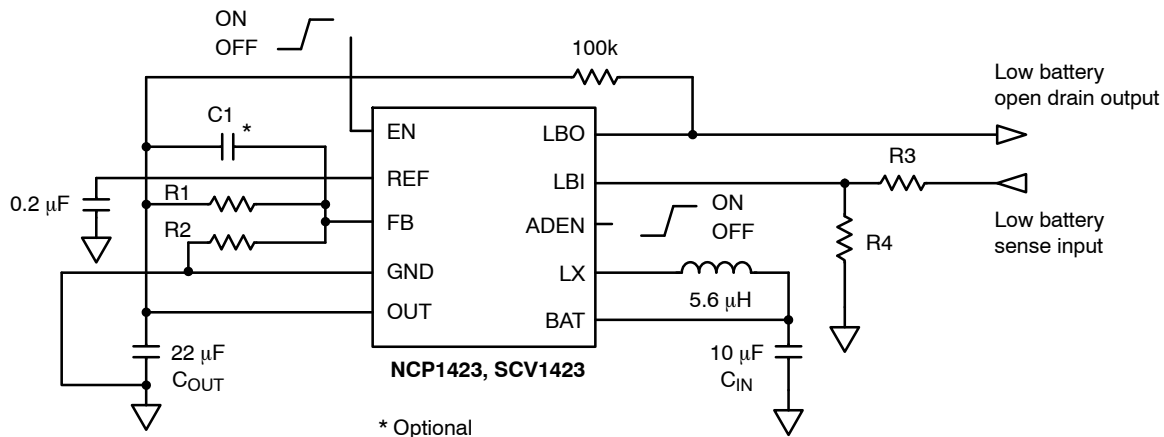 ON
OFF
100k
Low battery
open drain output
C1
*
EN
LBO
R3
REF
LBI
0.2 μF
R1
FB
ADEN
ON
OFF
R2
R4
Low battery
sense input
GND
LX
5.6 μH
OUT
BAT
22 μF
COUT
10 μF
CIN
NCP1423, SCV1423
* Optional